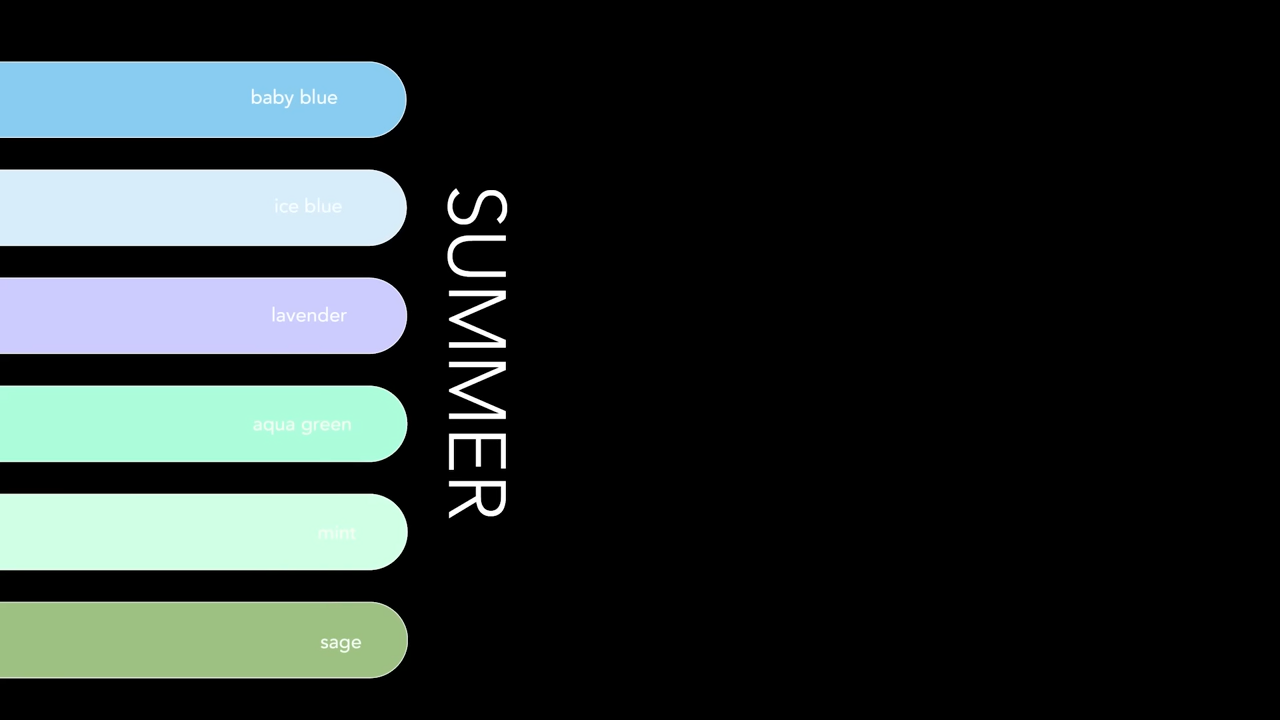 baby blue
ice blue
lavender
aqua green
mint
sage
SUMMER